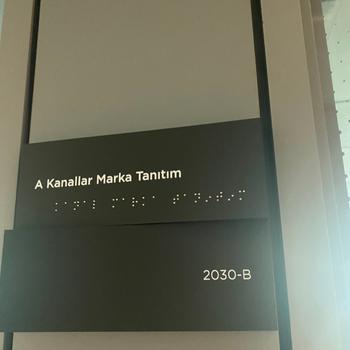 A Kanallar Marka Tanıtım
⠅⠁⠝⠁⠇ ⠍⠁⠗⠅⠁ ⠞⠁⠝⠊⠞⠊⠍
2030-B